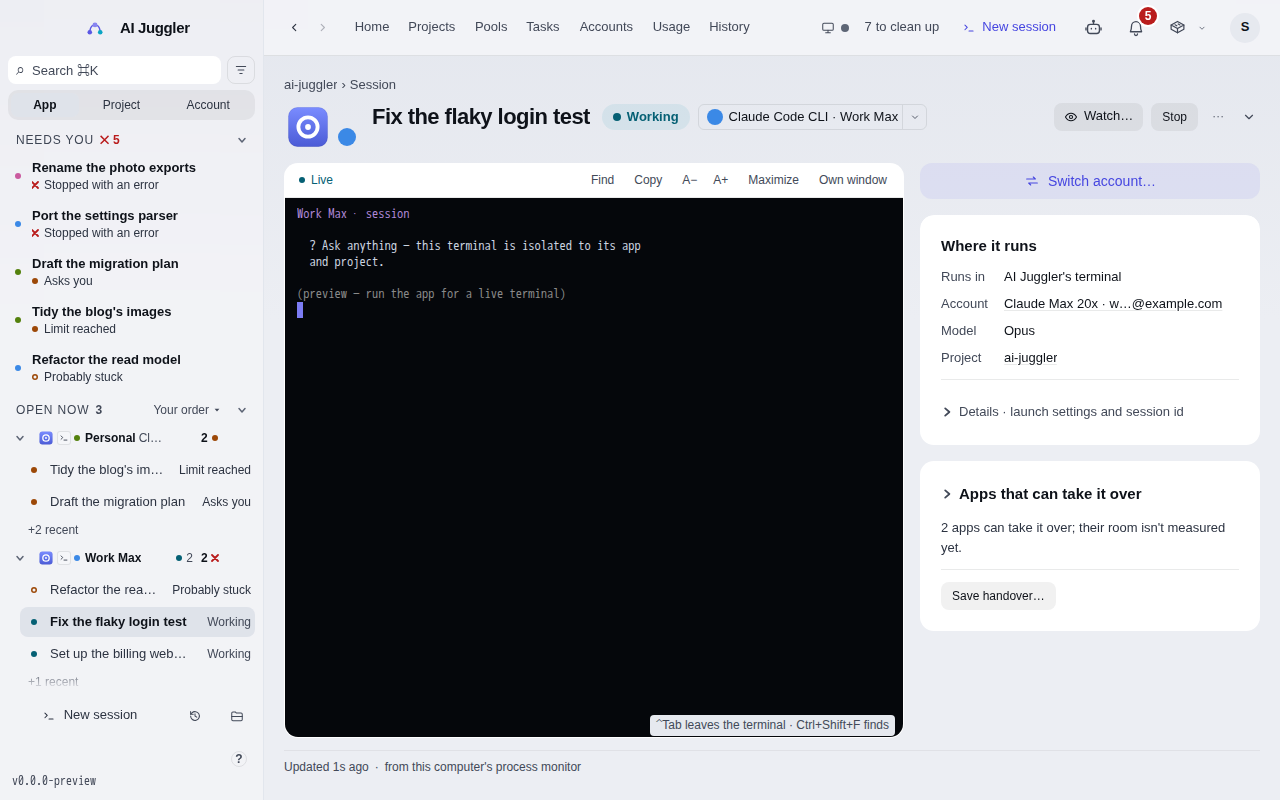 AI Juggler
Search ⌘K
App Project Account
NEEDS YOU 5
Rename the photo exports
Stopped with an error
Port the settings parser
Stopped with an error
Draft the migration plan
Asks you
Tidy the blog's images
Limit reached
Refactor the read model
Probably stuck
OPEN NOW 3 Your order
Personal Cl… 2
Tidy the blog's im… Limit reached
Draft the migration plan Asks you
+2 recent
Work Max 2 2
Refactor the rea… Probably stuck
Fix the flaky login test Working
Set up the billing web… Working
+1 recent
New session
?
v0.0.0-preview
Home Projects Pools Tasks Accounts Usage History 7 to clean up New session 5 S
ai-juggler › Session
Fix the flaky login test Working Claude Code CLI · Work Max Watch… Stop ···
Live Find Copy A− A+ Maximize Own window
Work Max · session
? Ask anything — this terminal is isolated to its app
and project.
(preview — run the app for a live terminal)
^Tab leaves the terminal · Ctrl+Shift+F finds
Switch account…
Where it runs
Runs in AI Juggler's terminal
Account Claude Max 20x · w…@example.com
Model Opus
Project ai-juggler
Details · launch settings and session id
Apps that can take it over
2 apps can take it over; their room isn't measured
yet.
Save handover…
Updated 1s ago · from this computer's process monitor